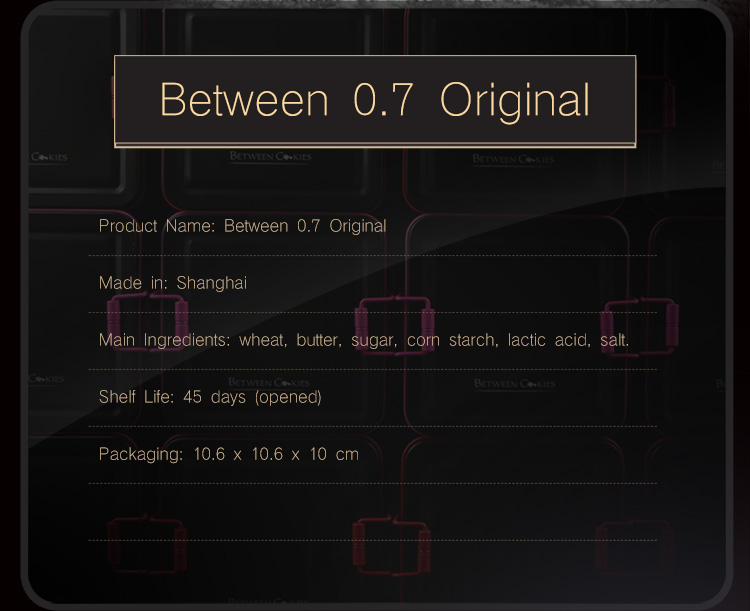 Between 0.7 Original
COOKIES
BETWEEN COOKIES
BETWEEN COOKIES
Product Name: Between 0.7 Original
Made in: Shanghai
Main Ingredients: wheat, butter, sugar, corn starch, lactic acid, salt.
COOKIES
BETWEEN COOKIES
BETWEEN COOKIES
Shelf Life: 45 days (opened)
Packaging: 10.6 x 10.6 x 10 cm